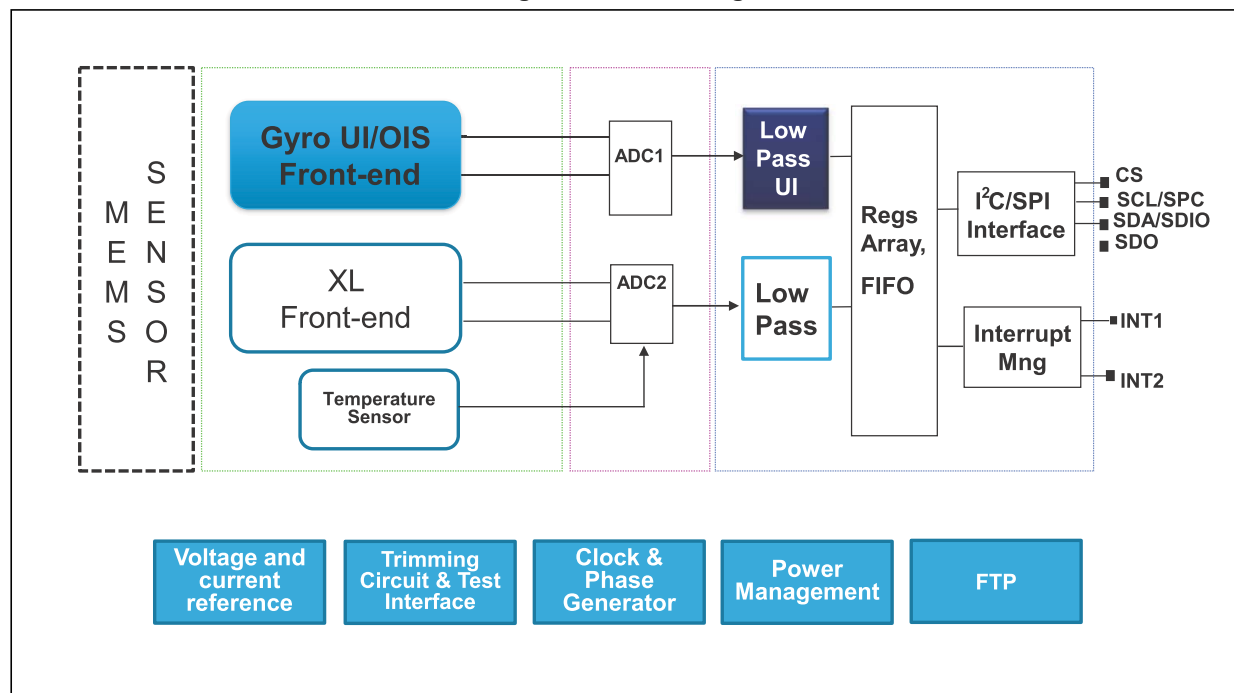 MEMS
SENSOR
Gyro UI/OIS
Front-end
XL
Front-end
Temperature
Sensor
ADC1
ADC2
Low
Pass
UI
Low
Pass
Regs
Array,
FIFO
I²C/SPI
Interface
Interrupt
Mng
CS
SCL/SPC
SDA/SDIO
SDO
INT1
INT2
Voltage and
current
reference
Trimming
Circuit & Test
Interface
Clock &
Phase
Generator
Power
Management
FTP